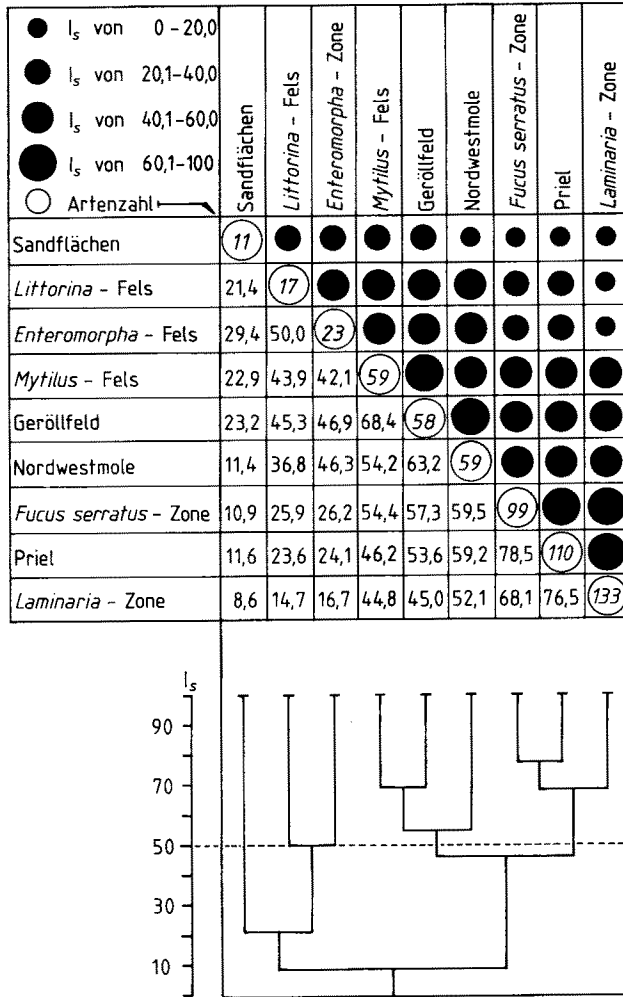 I_s von 0 – 20,0
I_s von 20,1–40,0
I_s von 40,1–60,0
I_s von 60,1–100
Artenzahl
Sandflächen
Littorina – Fels
Enteromorpha – Zone
Mytilus – Fels
Geröllfeld
Nordwestmole
Fucus serratus – Zone
Priel
Laminaria – Zone
Sandflächen 11
Littorina – Fels 21,4 17
Enteromorpha – Fels 29,4 50,0 23
Mytilus – Fels 22,9 43,9 42,1 59
Geröllfeld 23,2 45,3 46,9 68,4 58
Nordwestmole 11,4 36,8 46,3 54,2 63,2 59
Fucus serratus – Zone 10,9 25,9 26,2 54,4 57,3 59,5 99
Priel 11,6 23,6 24,1 46,2 53,6 59,2 78,5 110
Laminaria – Zone 8,6 14,7 16,7 44,8 45,0 52,1 68,1 76,5 133
I_s
90
70
50
30
10